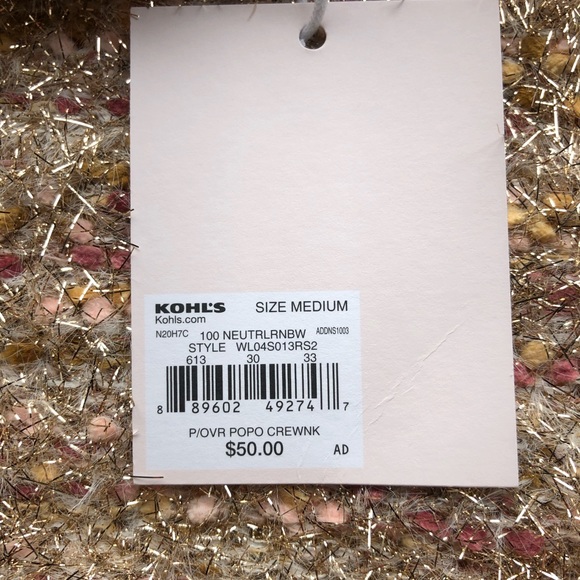 KOHL'S SIZE MEDIUM
Kohls.com
N20H7C 100 NEUTRLRNBW ADDNS1003
STYLE WL04S013RS2
613 30 33
8 89602 49274 7
P/OVR POPO CREWNK
$50.00 AD